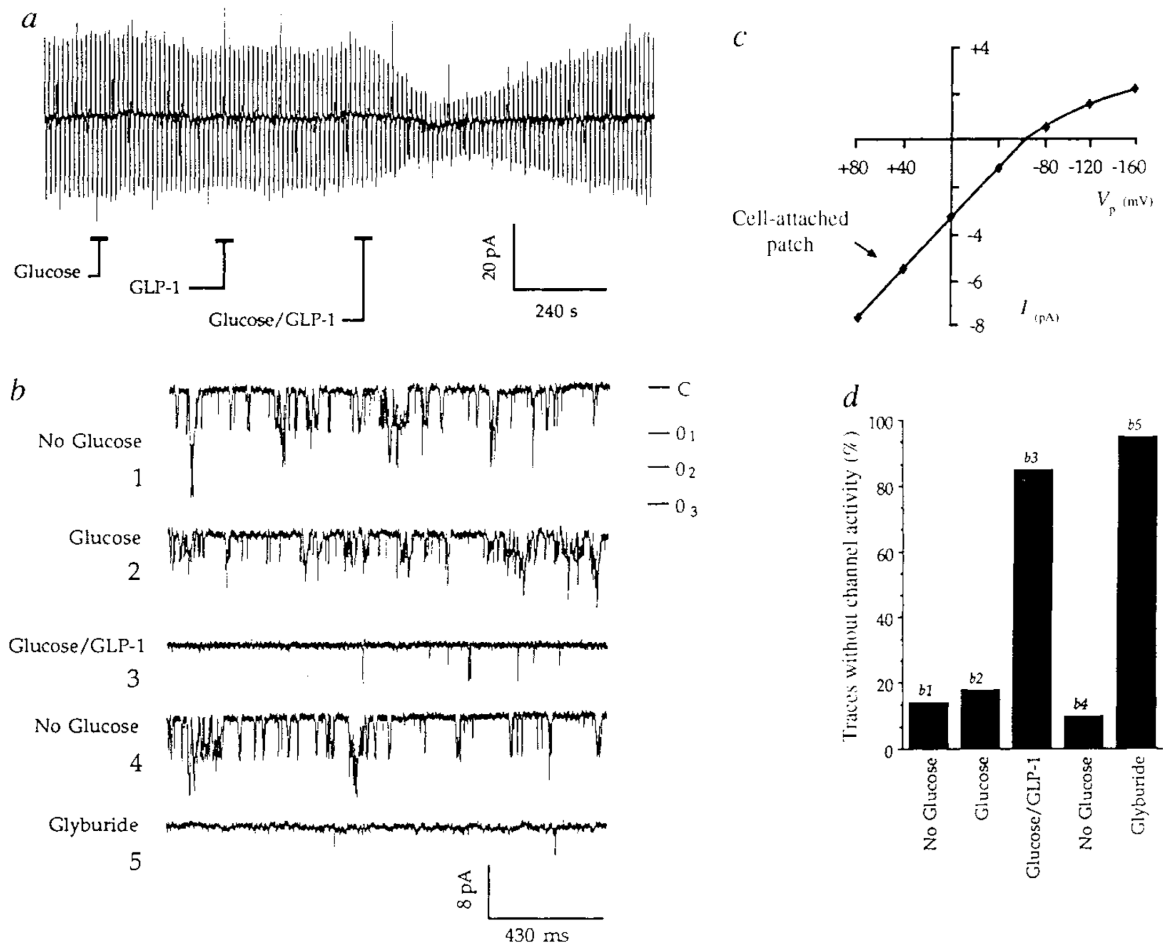 a
20 pA
240 s
Glucose
GLP-1
Glucose/GLP-1
b
No Glucose
1
Glucose
2
Glucose/GLP-1
3
No Glucose
4
Glyburide
5
C
O1
O2
O3
8 pA
430 ms
c
+4
+80 +40 -80 -120 -160
Vp (mV)
Cell-attached
patch
-4
-6
-8
I (pA)
d
Traces without channel activity (%)
100
80
60
40
20
0
b1
b2
b3
b4
b5
No Glucose
Glucose
Glucose/GLP-1
No Glucose
Glyburide